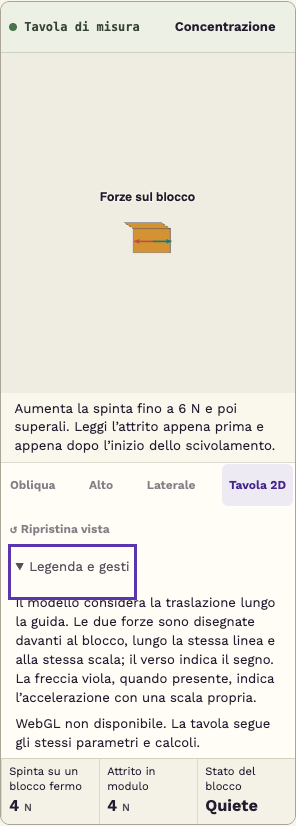 Tavola di misura Concentrazione
Forze sul blocco
Aumenta la spinta fino a 6 N e poi
superali. Leggi l’attrito appena prima e
appena dopo l’inizio dello scivolamento.
Obliqua Alto Laterale Tavola 2D
↺ Ripristina vista
▼ Legenda e gesti
Il modello considera la traslazione lungo
la guida. Le due forze sono disegnate
davanti al blocco, lungo la stessa linea e
alla stessa scala; il verso indica il segno.
La freccia viola, quando presente, indica
l’accelerazione con una scala propria.
WebGL non disponibile. La tavola segue
gli stessi parametri e calcoli.
Spinta su un blocco fermo
4 N
Attrito in modulo
4 N
Stato del blocco
Quiete